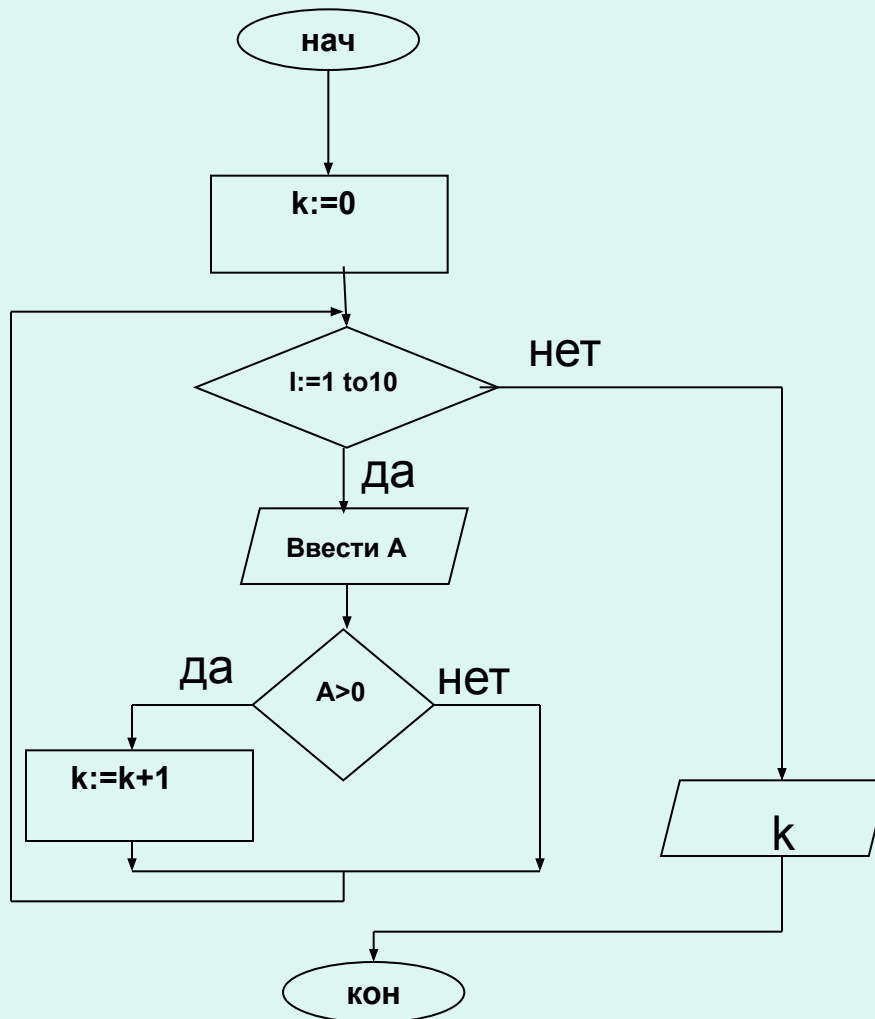 нач
k:=0
I:=1 to10
нет
да
Ввести А
A>0
да
нет
k:=k+1
k
кон